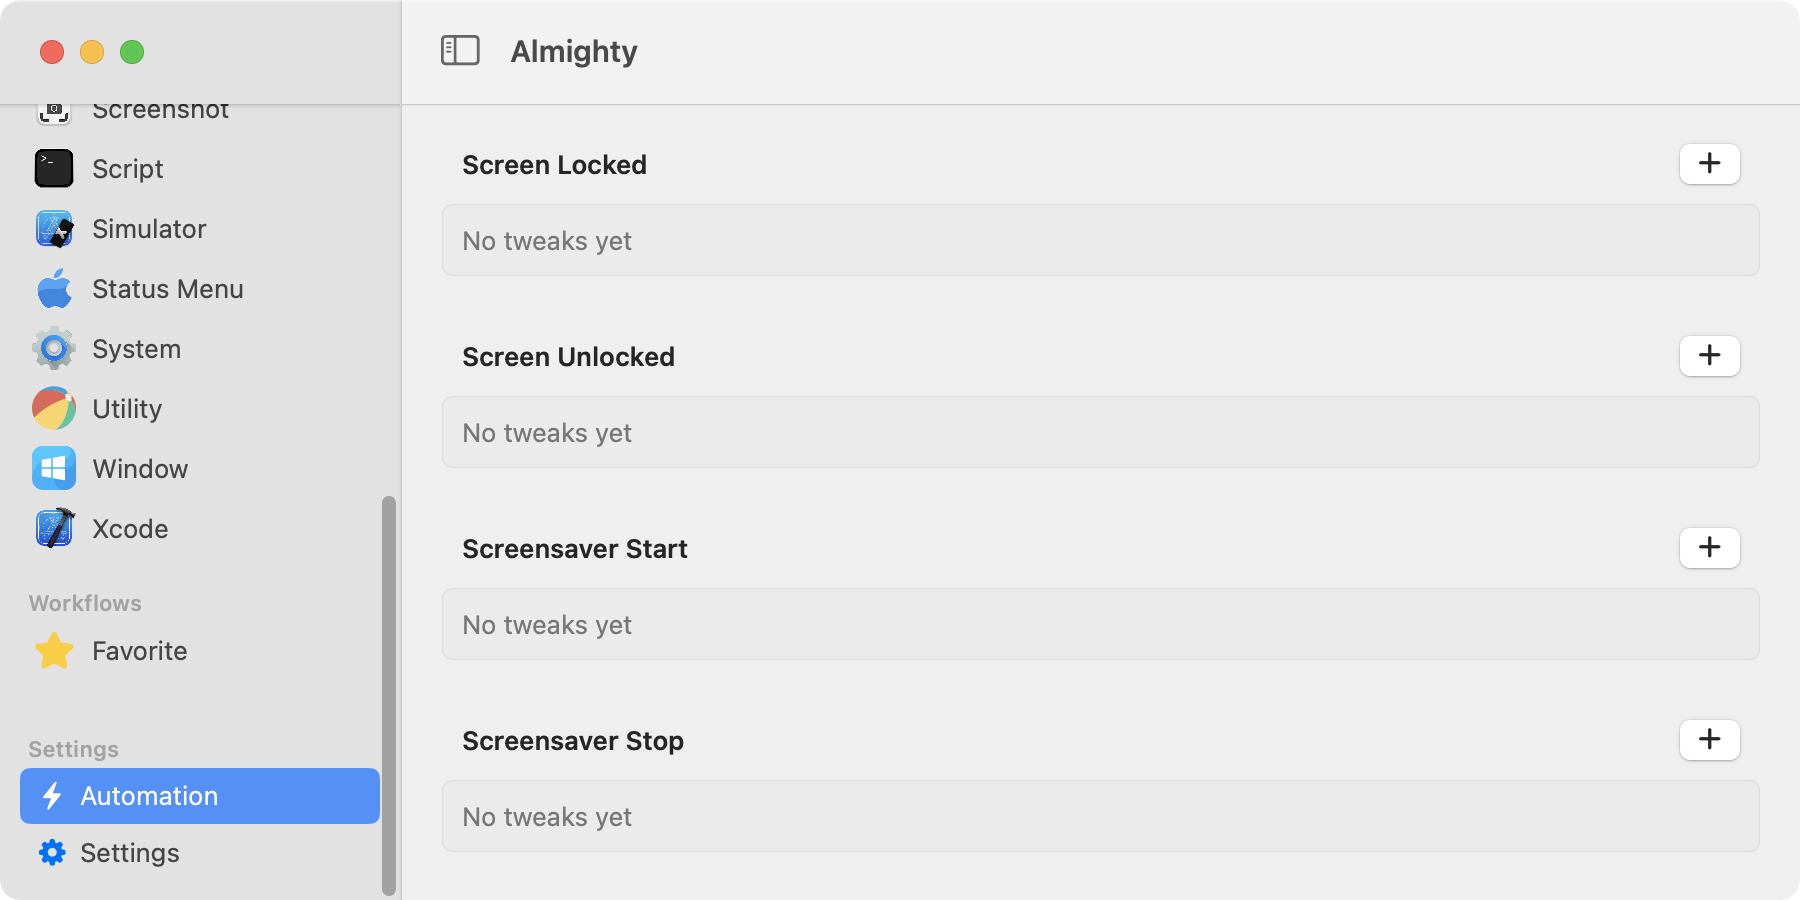 Almighty
Screenshot
Script
Simulator
Status Menu
System
Utility
Window
Xcode
Workflows
Favorite
Settings
Automation
Settings
Screen Locked
No tweaks yet
Screen Unlocked
No tweaks yet
Screensaver Start
No tweaks yet
Screensaver Stop
No tweaks yet